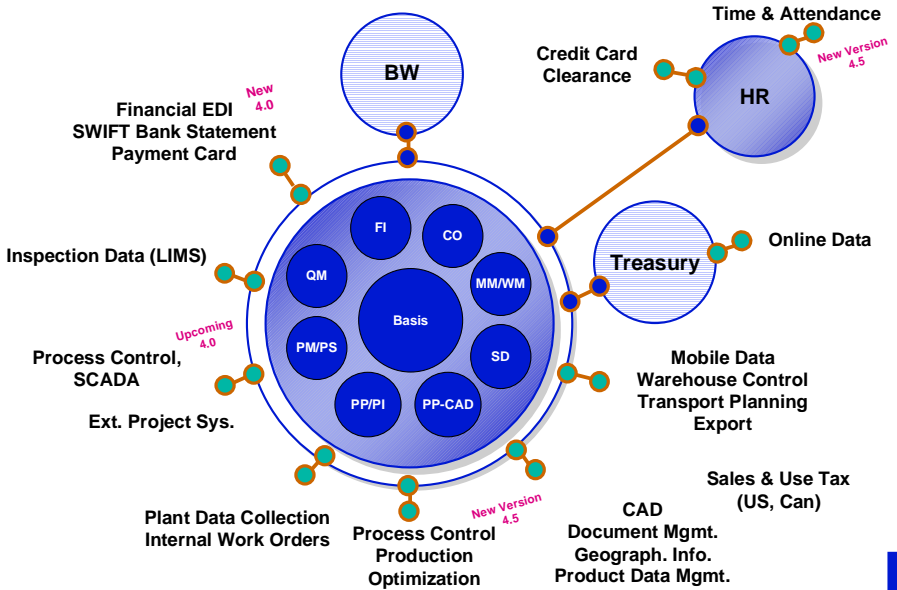 Time & Attendance
New Version
4.5
Credit Card
Clearance
HR
BW
New
4.0
Financial EDI
SWIFT Bank Statement
Payment Card
FI
CO
Inspection Data (LIMS)
QM
MM/WM
Treasury
Online Data
Basis
Upcoming
4.0
Process Control,
SCADA
PM/PS
SD
Mobile Data
Warehouse Control
Transport Planning
Export
Ext. Project Sys.
PP/PI
PP-CAD
Sales & Use Tax
(US, Can)
Plant Data Collection
Internal Work Orders
Process Control
Production
Optimization
New Version
4.5
CAD
Document Mgmt.
Geograph. Info.
Product Data Mgmt.